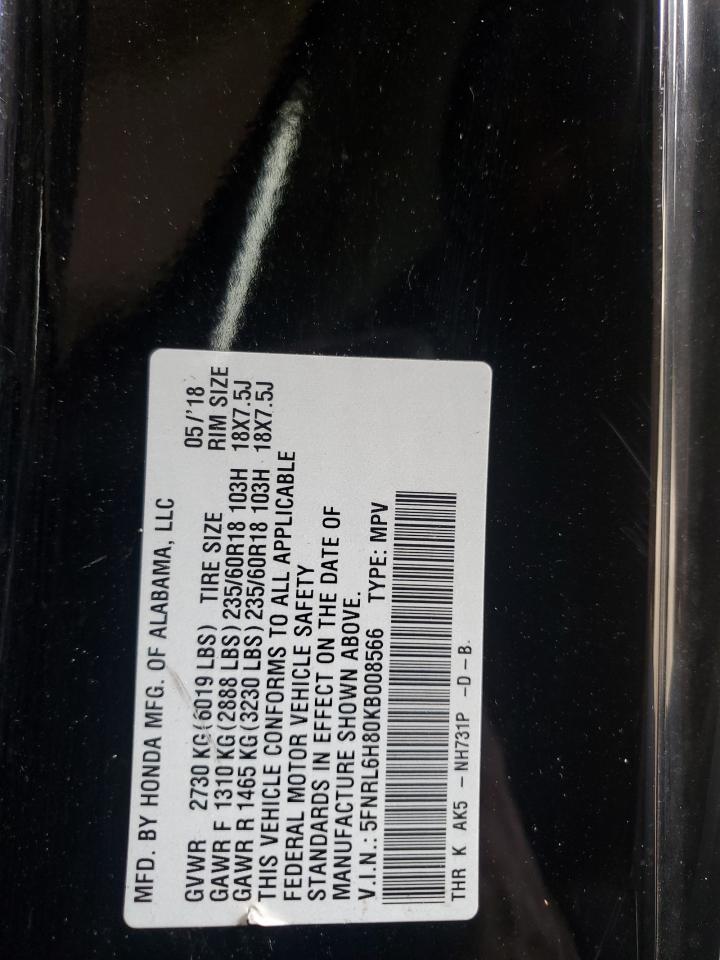 MFD. BY HONDA MFG. OF ALABAMA, LLC
05/'18
GVWR 2730 KG(6019 LBS) TIRE SIZE RIM SIZE
GAWR F 1310 KG(2888 LBS) 235/60R18 103H 18X7.5J
GAWR R 1465 KG(3230 LBS) 235/60R18 103H 18X7.5J
THIS VEHICLE CONFORMS TO ALL APPLICABLE
FEDERAL MOTOR VEHICLE SAFETY
STANDARDS IN EFFECT ON THE DATE OF
MANUFACTURE SHOWN ABOVE.
V.I.N.: 5FNRL6H80KB008566 TYPE: MPV
THR K AK5 - NH731P -D-B.